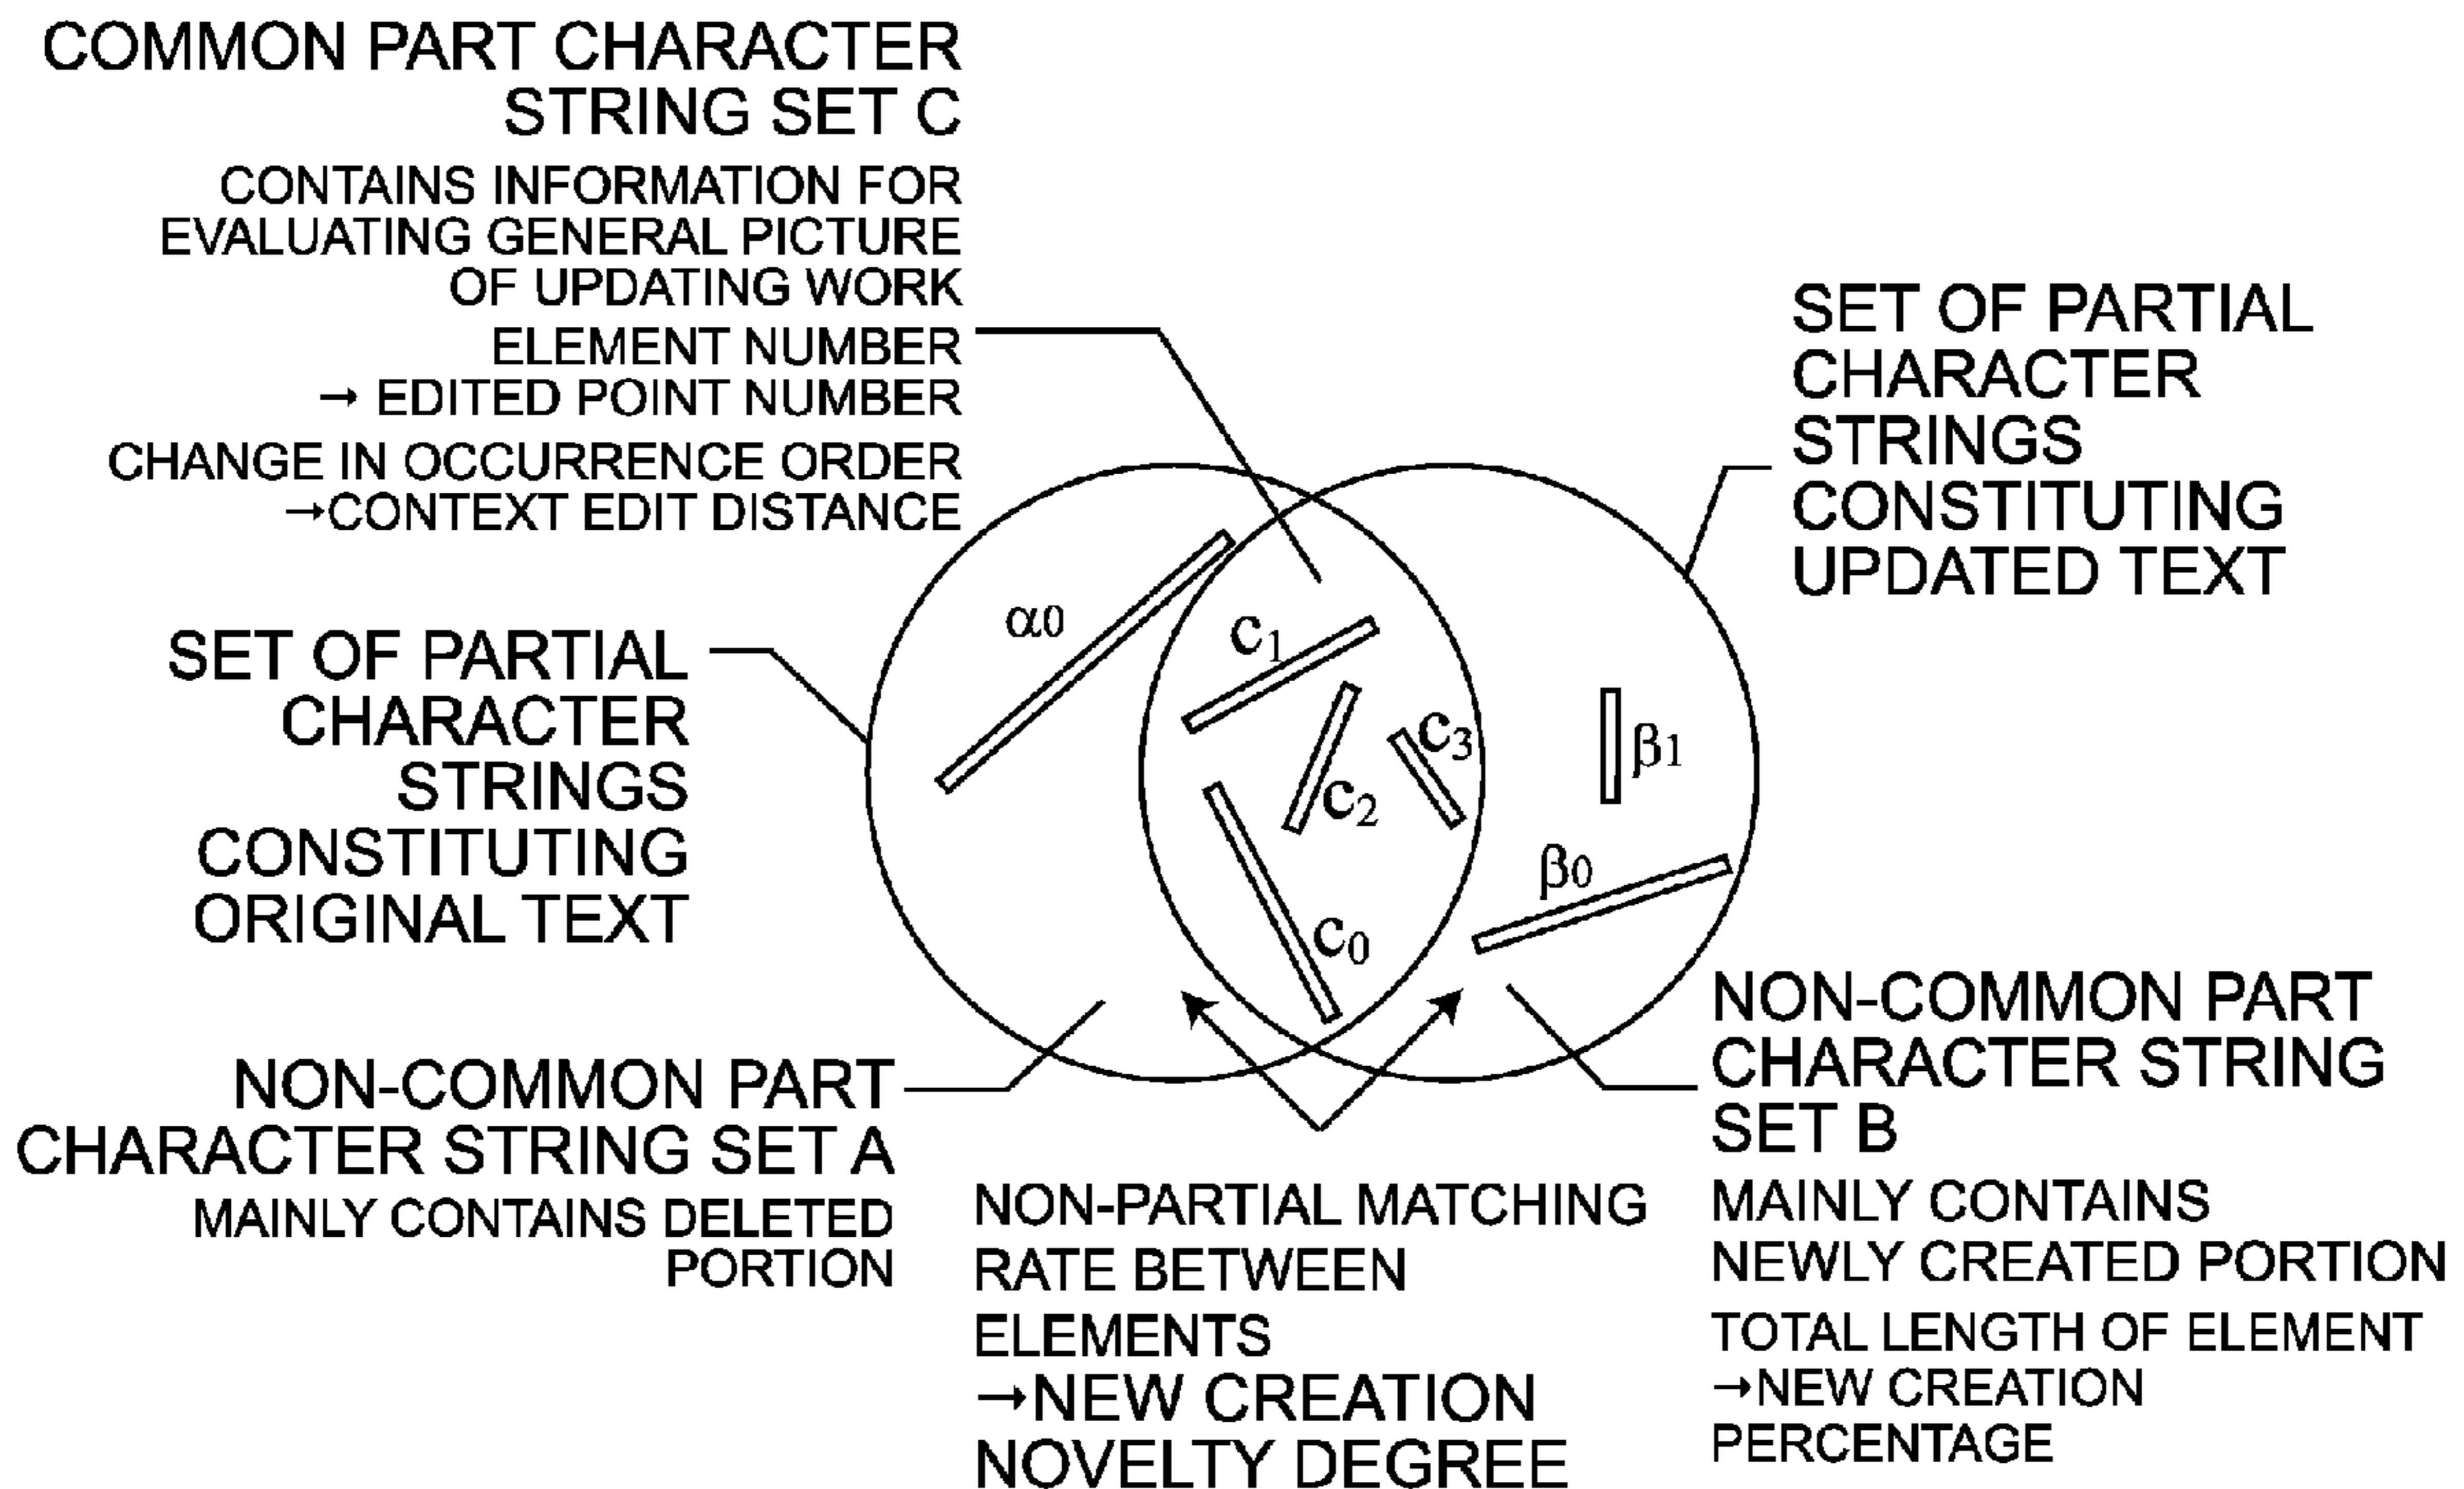 COMMON PART CHARACTER
STRING SET C
CONTAINS INFORMATION FOR
EVALUATING GENERAL PICTURE
OF UPDATING WORK
ELEMENT NUMBER
→ EDITED POINT NUMBER
CHANGE IN OCCURRENCE ORDER
→CONTEXT EDIT DISTANCE
SET OF PARTIAL
CHARACTER
STRINGS
CONSTITUTING
UPDATED TEXT
SET OF PARTIAL
CHARACTER
STRINGS
CONSTITUTING
ORIGINAL TEXT
α0
c1
c2
c3
c0
β1
β0
NON-COMMON PART
CHARACTER STRING SET A
MAINLY CONTAINS DELETED
PORTION
NON-PARTIAL MATCHING
RATE BETWEEN
ELEMENTS
→NEW CREATION
NOVELTY DEGREE
NON-COMMON PART
CHARACTER STRING
SET B
MAINLY CONTAINS
NEWLY CREATED PORTION
TOTAL LENGTH OF ELEMENT
→NEW CREATION
PERCENTAGE